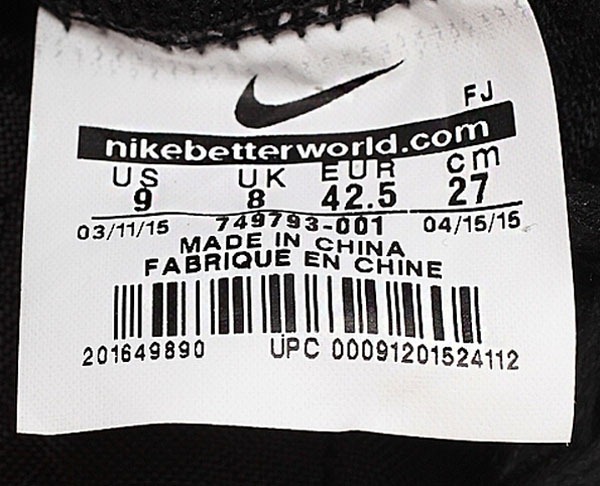 FJ
nikebetterworld.com
US UK EUR cm
9 8 42.5 27
03/11/15 749793-001 04/15/15
MADE IN CHINA
FABRIQUE EN CHINE
201649890 UPC 00091201524112